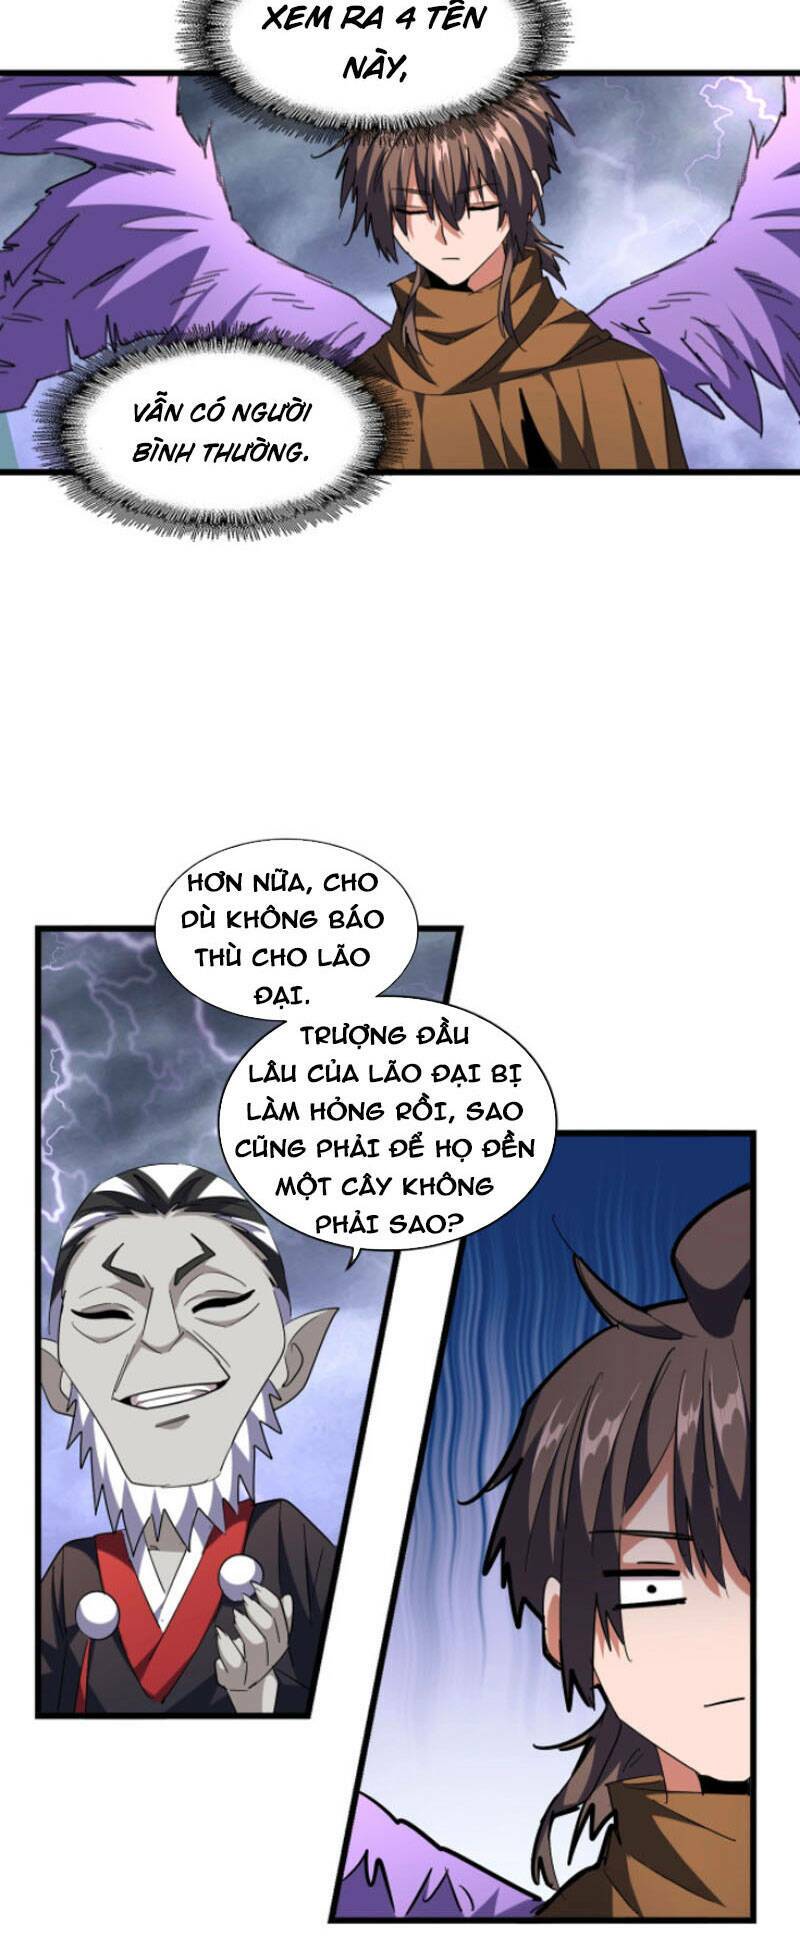 XEM RA 4 TÊN
NÀY,
VẪN CÓ NGƯỜI
BÌNH THƯỜNG.
HƠN NỮA, CHO
DÙ KHÔNG BÁO
THÙ CHO LÃO
ĐẠI.
TRƯỢNG ĐẦU
LÂU CỦA LÃO ĐẠI BỊ
LÀM HỎNG RỒI, SAO
CŨNG PHẢI ĐỂ HỌ ĐỀN
MỘT CÂY KHÔNG
PHẢI SAO?